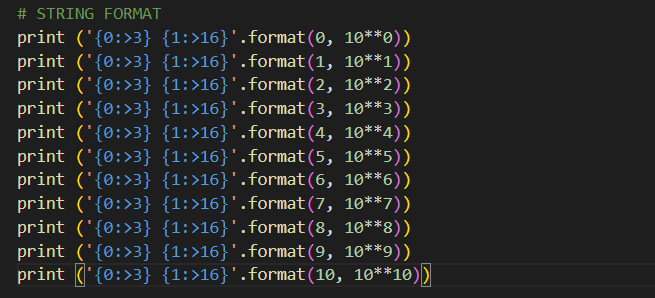 # STRING FORMAT
print ('{0:>3} {1:>16}'.format(0, 10**0))
print ('{0:>3} {1:>16}'.format(1, 10**1))
print ('{0:>3} {1:>16}'.format(2, 10**2))
print ('{0:>3} {1:>16}'.format(3, 10**3))
print ('{0:>3} {1:>16}'.format(4, 10**4))
print ('{0:>3} {1:>16}'.format(5, 10**5))
print ('{0:>3} {1:>16}'.format(6, 10**6))
print ('{0:>3} {1:>16}'.format(7, 10**7))
print ('{0:>3} {1:>16}'.format(8, 10**8))
print ('{0:>3} {1:>16}'.format(9, 10**9))
print ('{0:>3} {1:>16}'.format(10, 10**10))